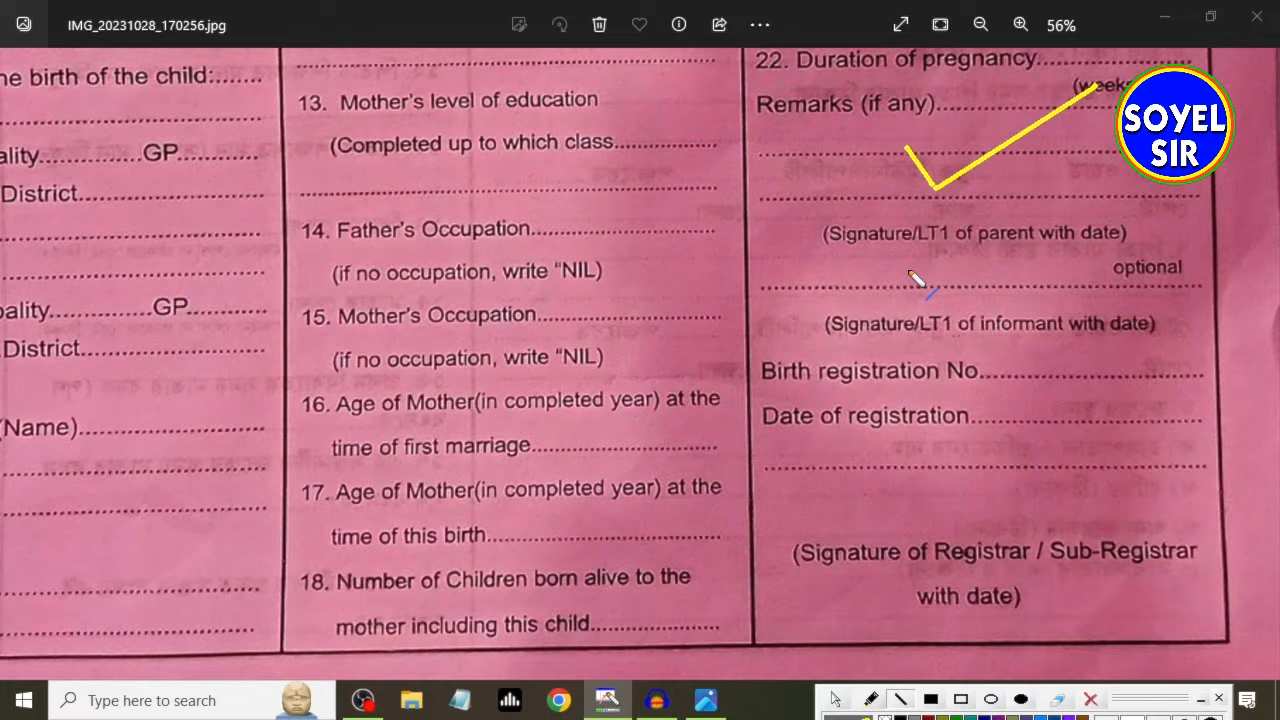 IMG_20231028_170256.jpg
56%
he birth of the child:.......
ality..............GP..............
District..............................
pality..............GP..............
District..............................
(Name)..............................
13. Mother's level of education
(Completed up to which class..................
14. Father's Occupation..............................
(if no occupation, write "NIL)
15. Mother's Occupation..............................
(if no occupation, write "NIL)
16. Age of Mother(in completed year) at the
time of first marriage..............................
17. Age of Mother(in completed year) at the
time of this birth.......................................
18. Number of Children born alive to the
mother including this child......................
22. Duration of pregnancy..........................
(weeks
Remarks (if any)..............................
(Signature/LT1 of parent with date)
optional
(Signature/LT1 of informant with date)
Birth registration No..............................
Date of registration..............................
(Signature of Registrar / Sub-Registrar
with date)
SOYEL
SIR
Type here to search